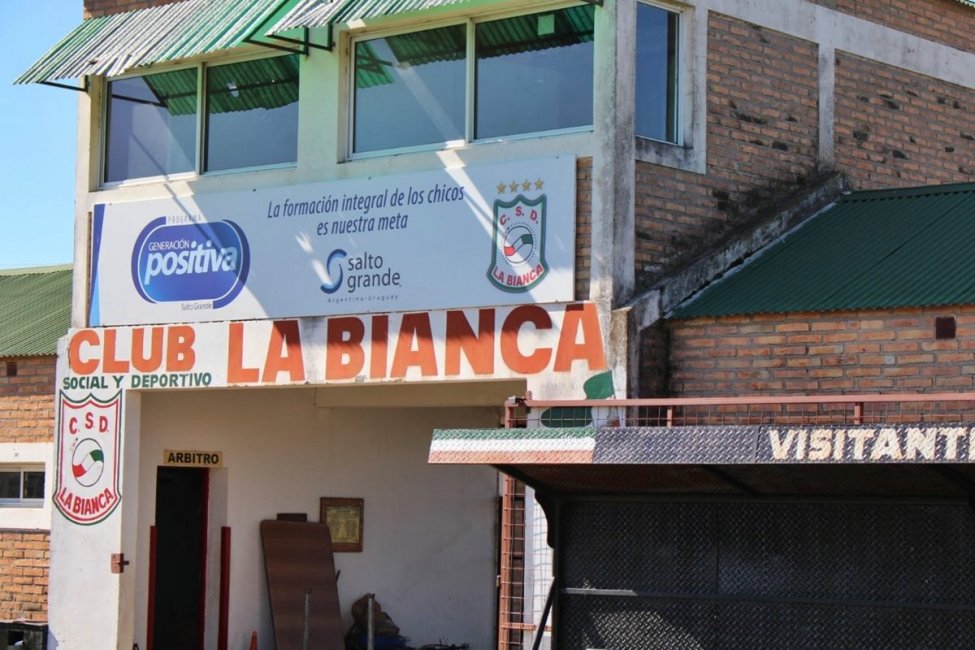 PROGRAMA
GENERACIÓN
positiva
Salto Grande
La formación integral de los chicos
es nuestra meta
salto
grande
Argentina-Uruguay
C. S. D.
LA BIANCA
CLUB LA BIANCA
SOCIAL Y DEPORTIVO
C. S. D.
LA BIANCA
ARBITRO
VISITANTE